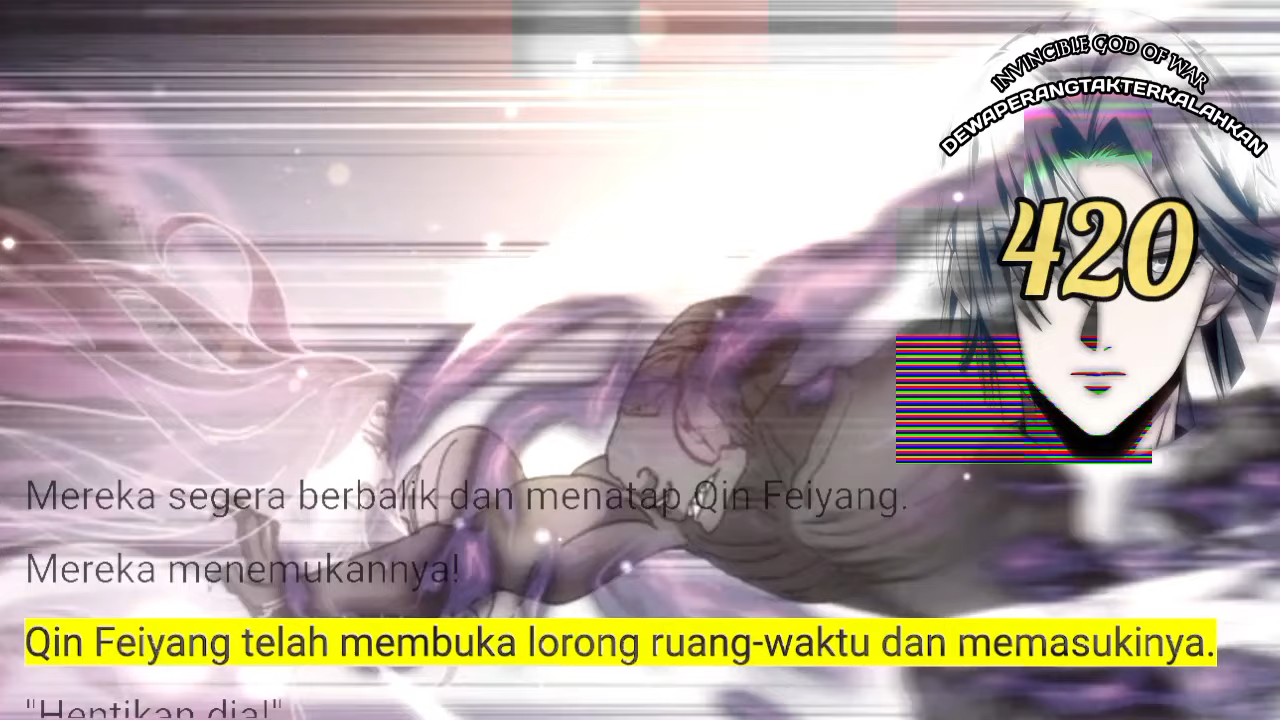 INVINCIBLE GOD OF WAR
DEWAPERANGTAKTERKALAHKAN
420
Mereka segera berbalik dan menatap Qin Feiyang.
Mereka menemukannya!
Qin Feiyang telah membuka lorong ruang-waktu dan memasukinya.
"Hentikan dia!"